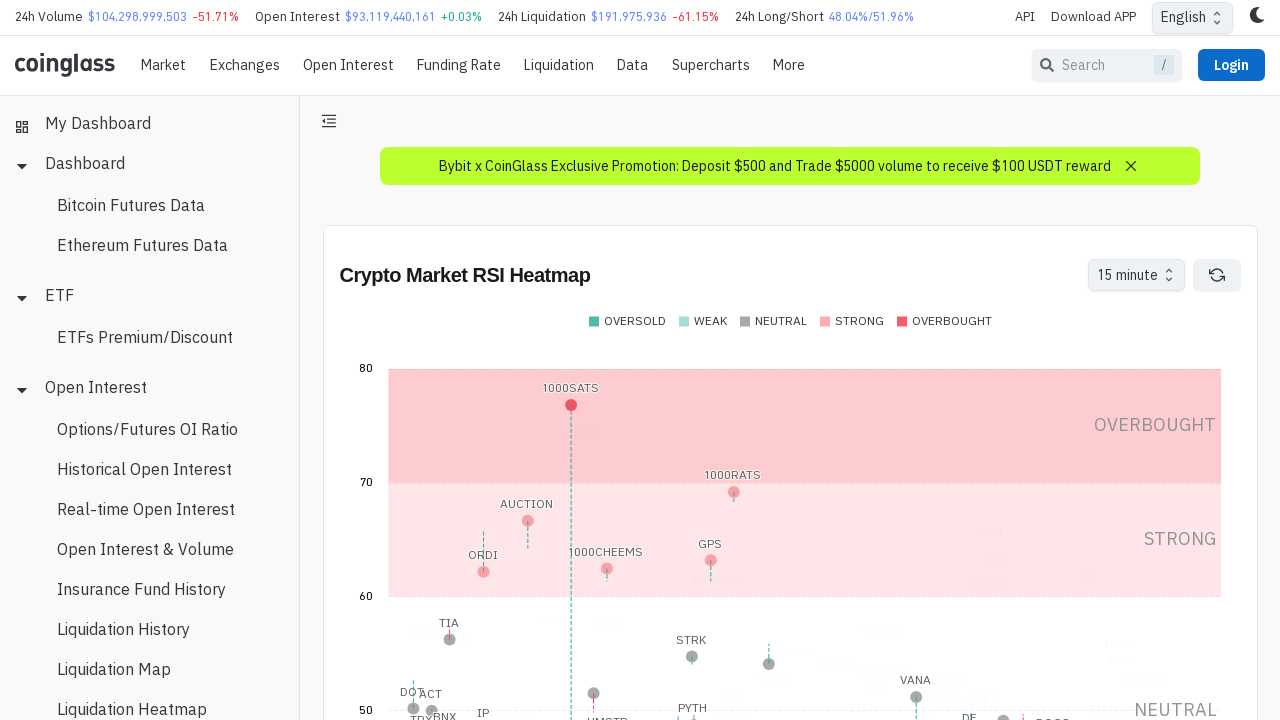 24h Volume $104,298,999,503 -51.71% Open Interest $93,119,440,161 +0.03% 24h Liquidation $191,975,936 -61.15% 24h Long/Short 48.04%/51.96% API Download APP English
coinglass Market Exchanges Open Interest Funding Rate Liquidation Data Supercharts More Search / Login
My Dashboard
Dashboard
Bitcoin Futures Data
Ethereum Futures Data
ETF
ETFs Premium/Discount
Open Interest
Options/Futures OI Ratio
Historical Open Interest
Real-time Open Interest
Open Interest & Volume
Insurance Fund History
Liquidation History
Liquidation Map
Liquidation Heatmap
Bybit x CoinGlass Exclusive Promotion: Deposit $500 and Trade $5000 volume to receive $100 USDT reward
Crypto Market RSI Heatmap 15 minute
OVERSOLD WEAK NEUTRAL STRONG OVERBOUGHT
80
1000SATS
OVERBOUGHT
1000RATS
70
AUCTION
STRONG
GPS
1000CHEEMS
ORDI
60
TIA
STRK
VANA
DOT
ACT
PYTH
50
NEUTRAL
IP
BNX